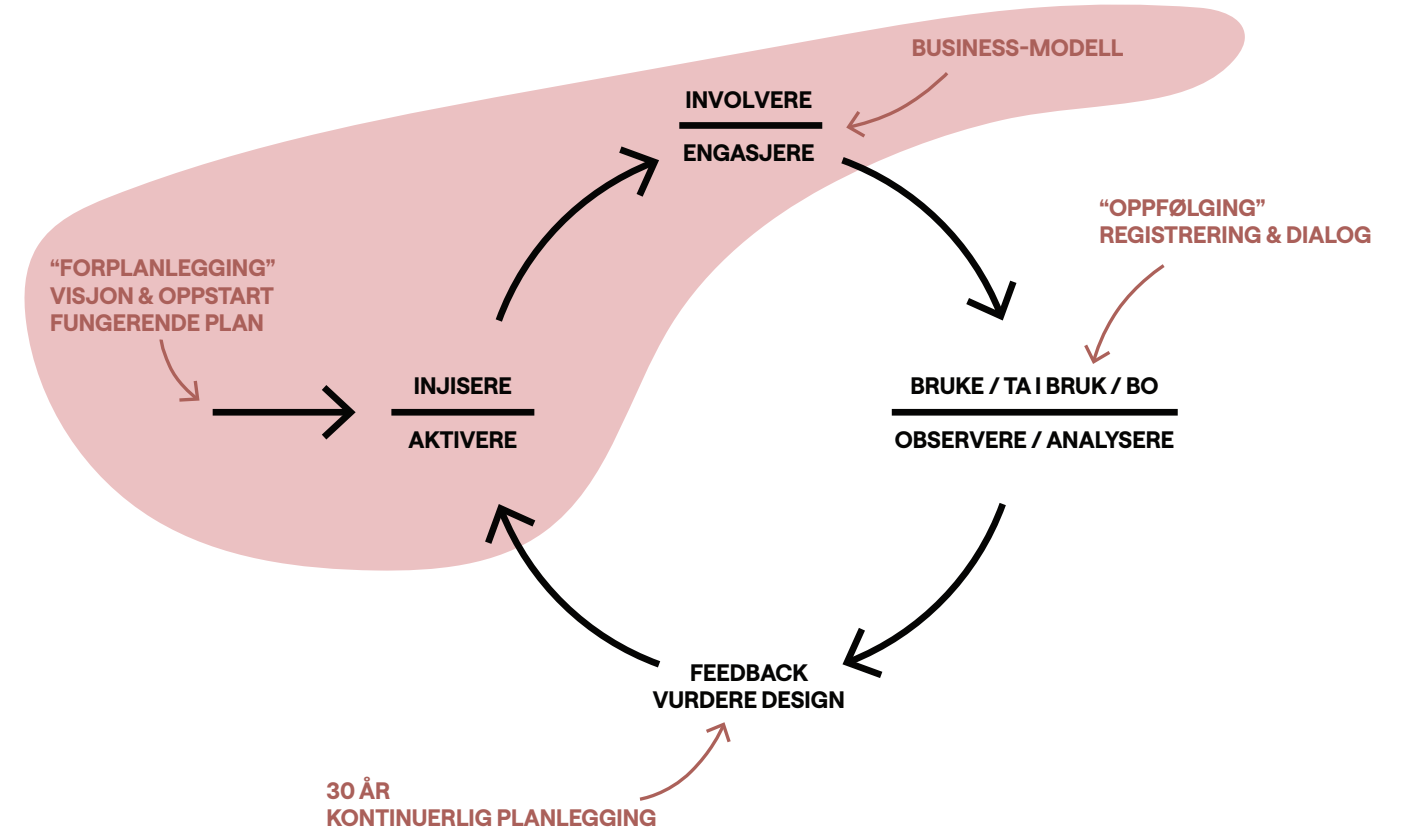 BUSINESS-MODELL
INVOLVERE
ENGASJERE
“OPPFØLGING”
REGISTRERING & DIALOG
“FORPLANLEGGING”
VISJON & OPPSTART
FUNGERENDE PLAN
INJISERE
AKTIVERE
BRUKE / TA I BRUK / BO
OBSERVERE / ANALYSERE
FEEDBACK
VURDERE DESIGN
30 ÅR
KONTINUERLIG PLANLEGGING